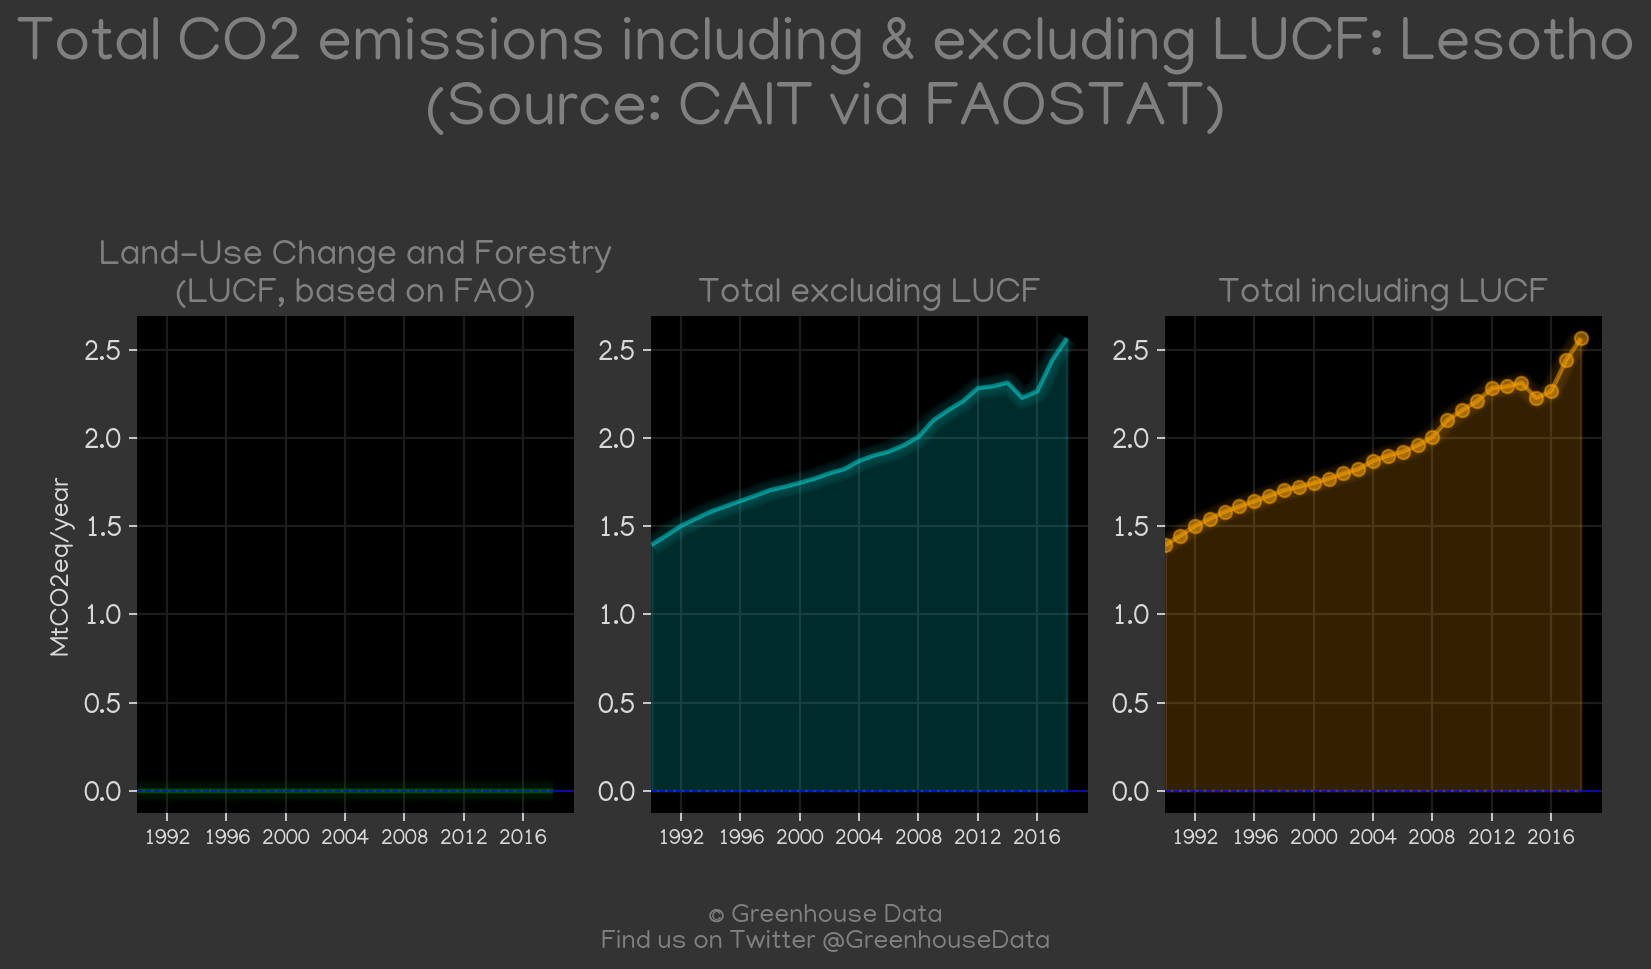 Total CO2 emissions including & excluding LUCF: Lesotho
(Source: CAIT via FAOSTAT)
Land-Use Change and Forestry
(LUCF, based on FAO)
MtCO2eq/year
2.5
2.0
1.5
1.0
0.5
0.0
1992 1996 2000 2004 2008 2012 2016
Total excluding LUCF
2.5
2.0
1.5
1.0
0.5
0.0
1992 1996 2000 2004 2008 2012 2016
Total including LUCF
2.5
2.0
1.5
1.0
0.5
0.0
1992 1996 2000 2004 2008 2012 2016
© Greenhouse Data
Find us on Twitter @GreenhouseData